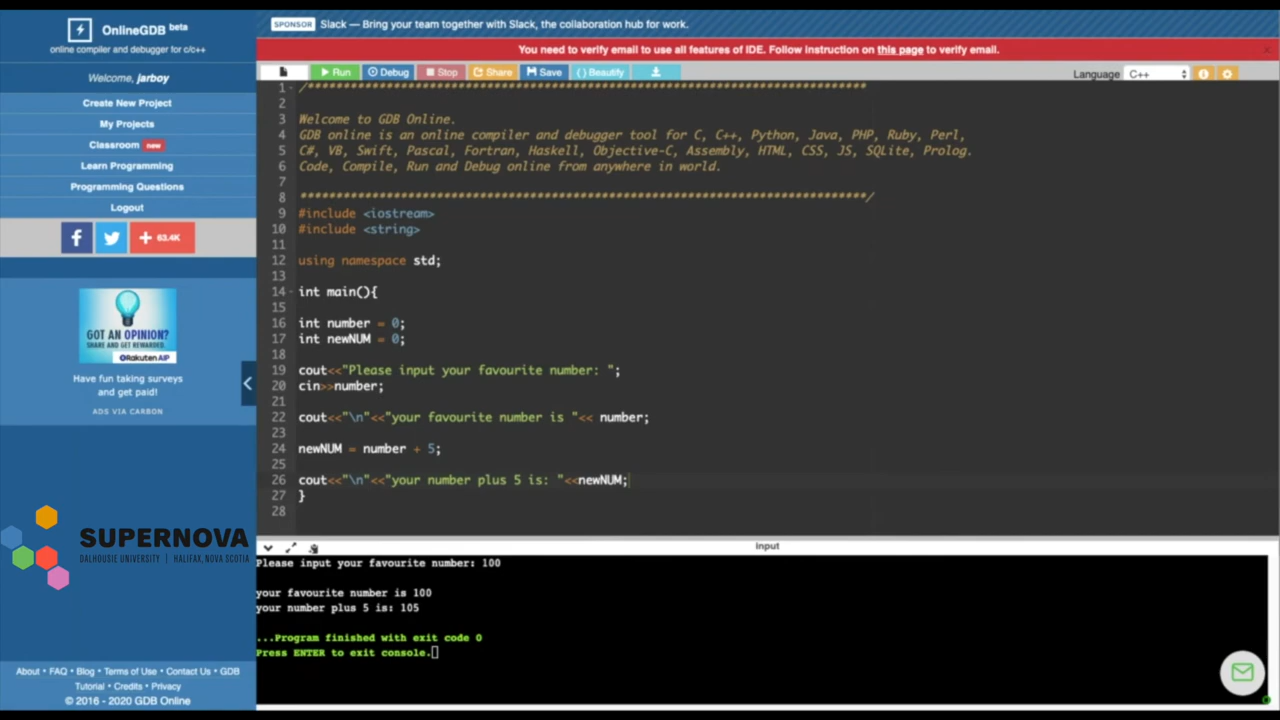 OnlineGDB beta
online compiler and debugger for c/c++
Welcome, jarboy
Create New Project
My Projects
Classroom new
Learn Programming
Programming Questions
Logout
f
+ 63.4K
GOT AN OPINION?
SHARE AND GET REWARDED.
Rakuten AIP
Have fun taking surveys
and get paid!
ADS VIA CARBON
SUPERNOVA
DALHOUSIE UNIVERSITY | HALIFAX, NOVA SCOTIA
About • FAQ • Blog • Terms of Use • Contact Us • GDB
Tutorial • Credits • Privacy
© 2016 - 2020 GDB Online
SPONSOR Slack — Bring your team together with Slack, the collaboration hub for work.
You need to verify email to use all features of IDE. Follow instruction on this page to verify email. x
Run Debug Stop Share Save {} Beautify Language C++
1 /******************************************************************************
2
3 Welcome to GDB Online.
4 GDB online is an online compiler and debugger tool for C, C++, Python, Java, PHP, Ruby, Perl,
5 C#, VB, Swift, Pascal, Fortran, Haskell, Objective-C, Assembly, HTML, CSS, JS, SQLite, Prolog.
6 Code, Compile, Run and Debug online from anywhere in world.
7
8 *******************************************************************************/
9 #include <iostream>
10 #include <string>
11
12 using namespace std;
13
14 int main(){
15
16 int number = 0;
17 int newNUM = 0;
18
19 cout<<"Please input your favourite number: ";
20 cin>>number;
21
22 cout<<"\n"<<"your favourite number is "<< number;
23
24 newNUM = number + 5;
25
26 cout<<"\n"<<"your number plus 5 is: "<<newNUM;
27 }
28
input
Please input your favourite number: 100
your favourite number is 100
your number plus 5 is: 105
...Program finished with exit code 0
Press ENTER to exit console.